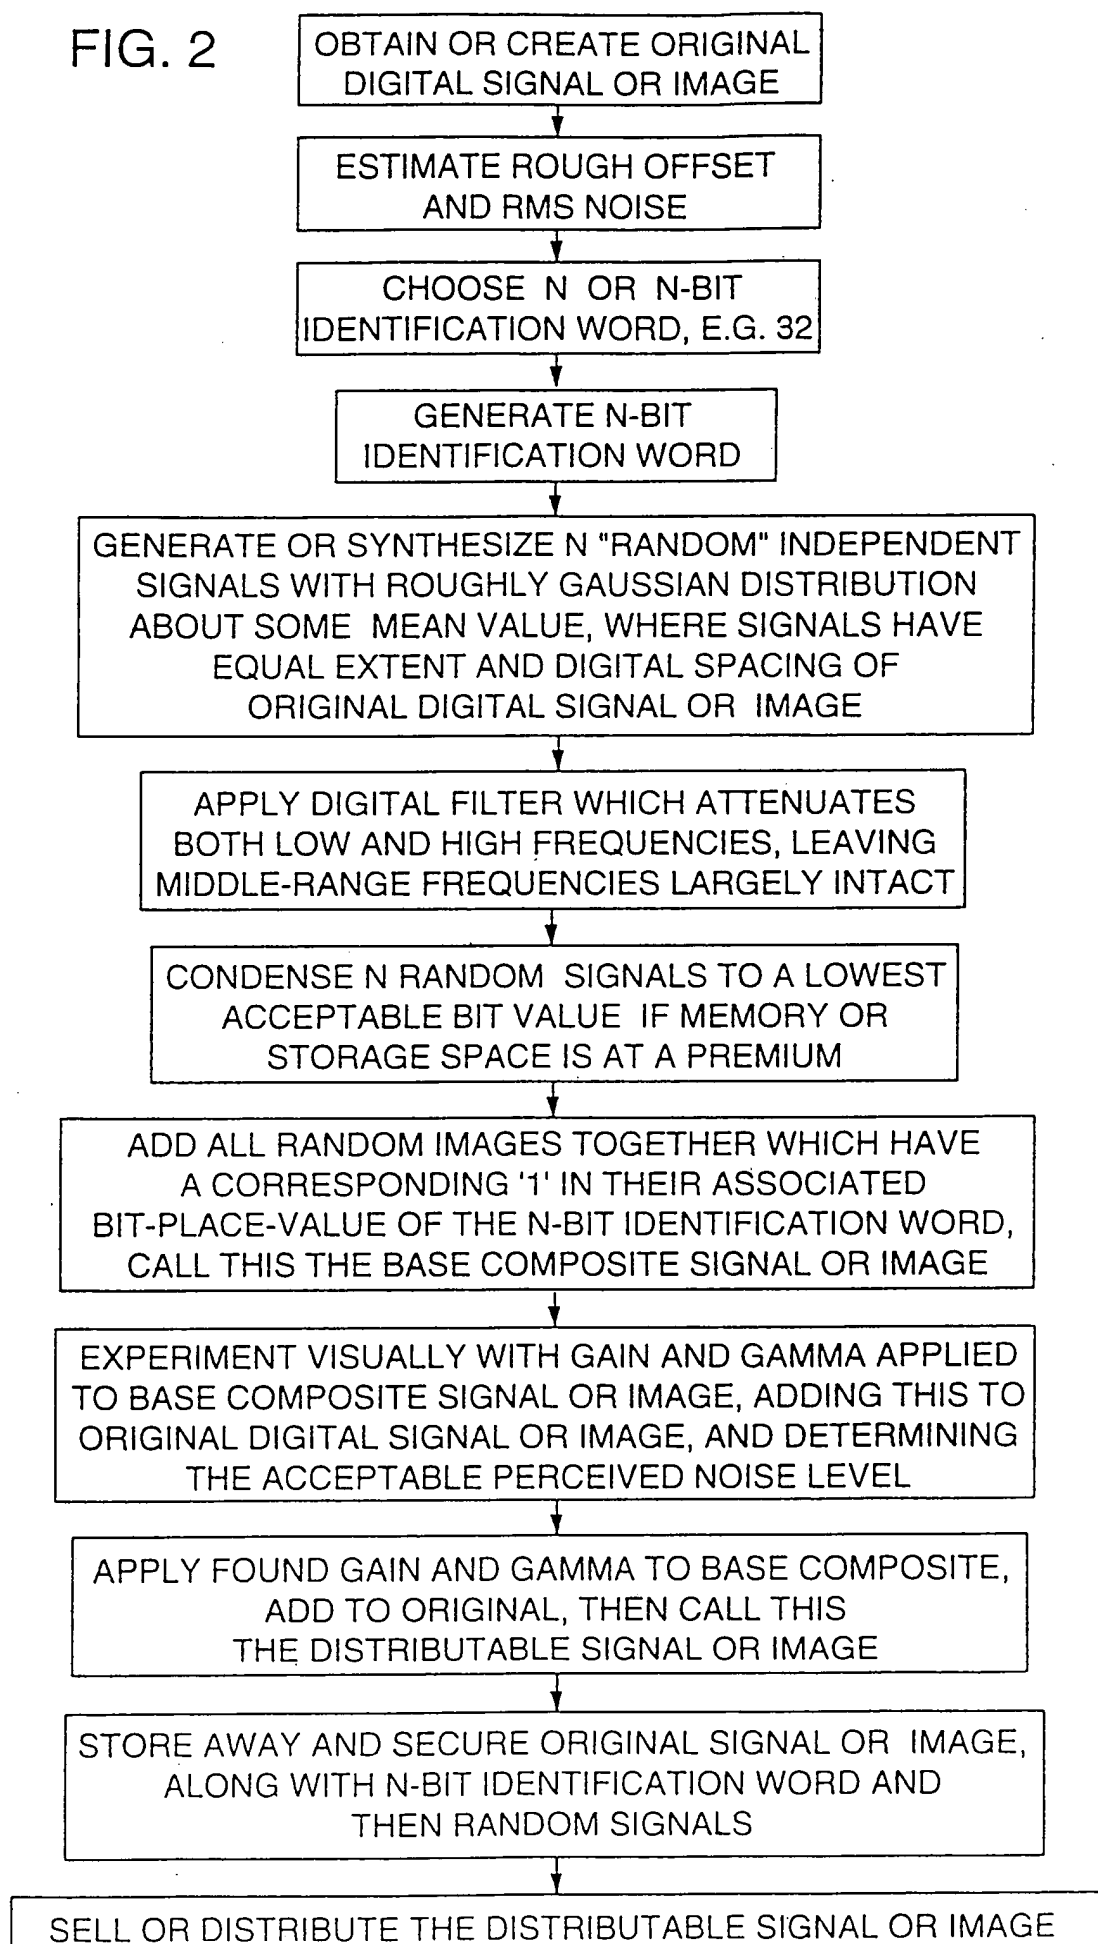 FIG. 2
OBTAIN OR CREATE ORIGINAL
DIGITAL SIGNAL OR IMAGE
ESTIMATE ROUGH OFFSET
AND RMS NOISE
CHOOSE N OR N-BIT
IDENTIFICATION WORD, E.G. 32
GENERATE N-BIT
IDENTIFICATION WORD
GENERATE OR SYNTHESIZE N "RANDOM" INDEPENDENT
SIGNALS WITH ROUGHLY GAUSSIAN DISTRIBUTION
ABOUT SOME MEAN VALUE, WHERE SIGNALS HAVE
EQUAL EXTENT AND DIGITAL SPACING OF
ORIGINAL DIGITAL SIGNAL OR IMAGE
APPLY DIGITAL FILTER WHICH ATTENUATES
BOTH LOW AND HIGH FREQUENCIES, LEAVING
MIDDLE-RANGE FREQUENCIES LARGELY INTACT
CONDENSE N RANDOM SIGNALS TO A LOWEST
ACCEPTABLE BIT VALUE IF MEMORY OR
STORAGE SPACE IS AT A PREMIUM
ADD ALL RANDOM IMAGES TOGETHER WHICH HAVE
A CORRESPONDING '1' IN THEIR ASSOCIATED
BIT-PLACE-VALUE OF THE N-BIT IDENTIFICATION WORD,
CALL THIS THE BASE COMPOSITE SIGNAL OR IMAGE
EXPERIMENT VISUALLY WITH GAIN AND GAMMA APPLIED
TO BASE COMPOSITE SIGNAL OR IMAGE, ADDING THIS TO
ORIGINAL DIGITAL SIGNAL OR IMAGE, AND DETERMINING
THE ACCEPTABLE PERCEIVED NOISE LEVEL
APPLY FOUND GAIN AND GAMMA TO BASE COMPOSITE,
ADD TO ORIGINAL, THEN CALL THIS
THE DISTRIBUTABLE SIGNAL OR IMAGE
STORE AWAY AND SECURE ORIGINAL SIGNAL OR IMAGE,
ALONG WITH N-BIT IDENTIFICATION WORD AND
THEN RANDOM SIGNALS
SELL OR DISTRIBUTE THE DISTRIBUTABLE SIGNAL OR IMAGE